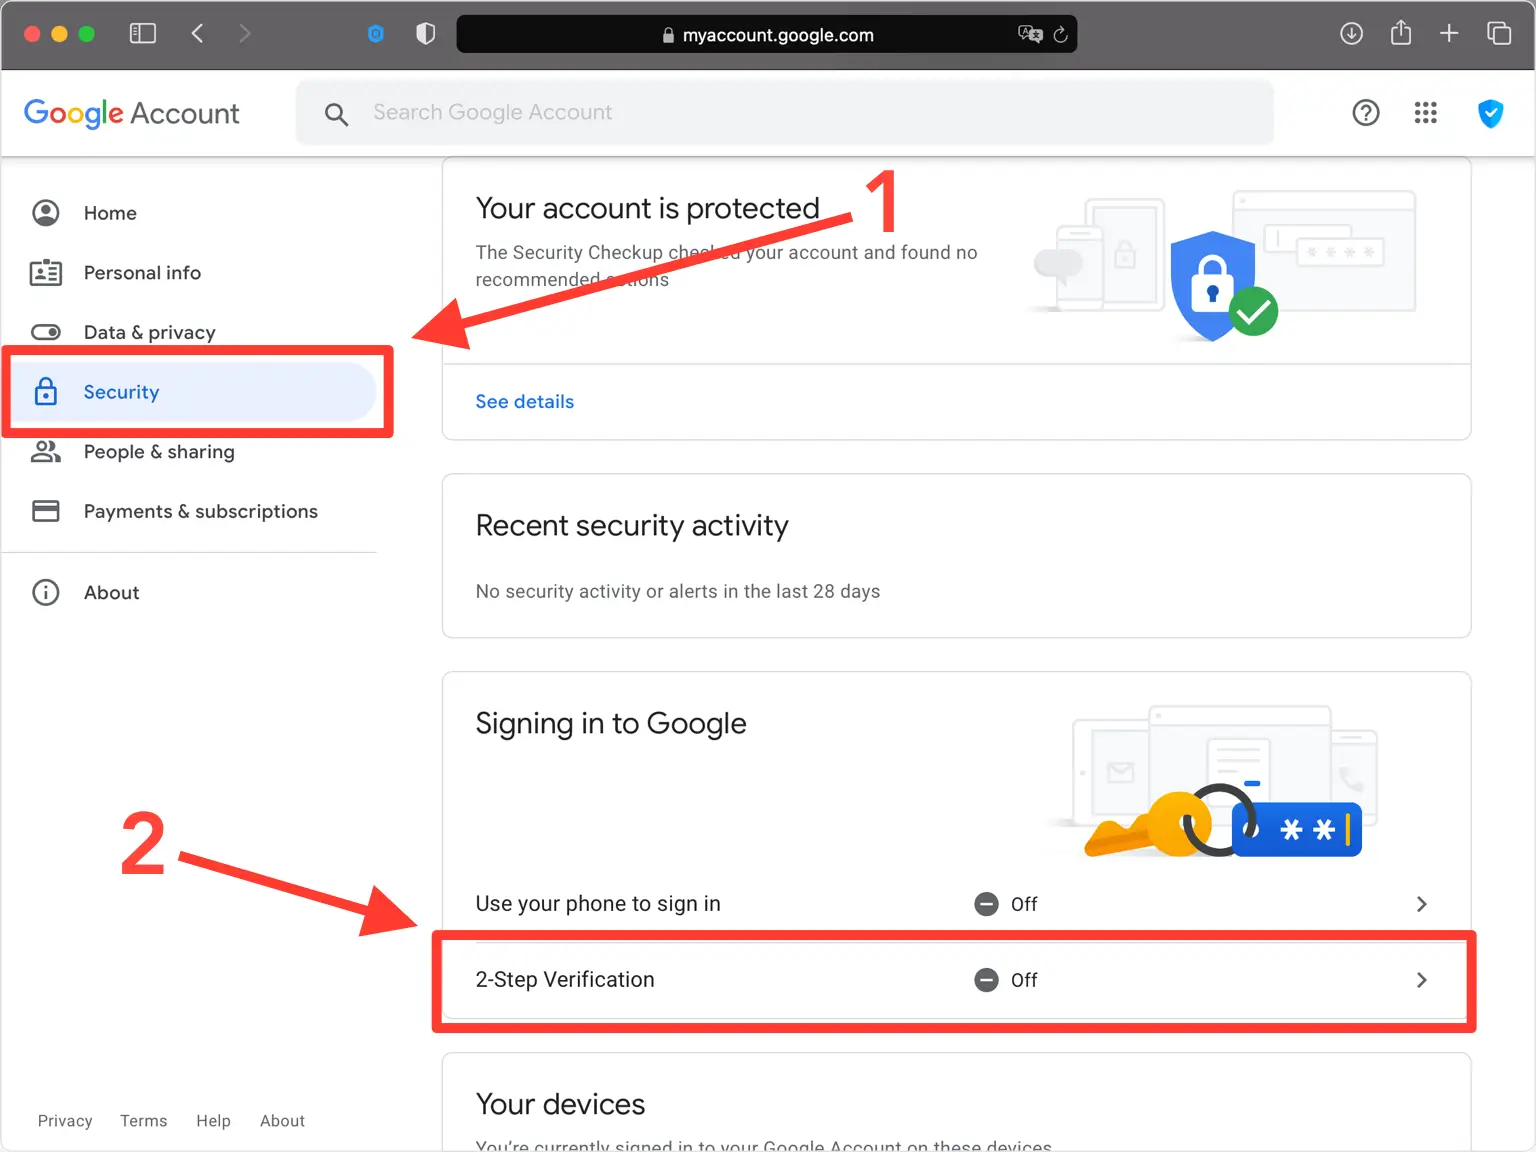 myaccount.google.com
Google Account
Search Google Account
Home
Personal info
Data & privacy
Security
People & sharing
Payments & subscriptions
About
Privacy Terms Help About
1
Your account is protected
The Security Checkup checked your account and found no
recommended actions
See details
Recent security activity
No security activity or alerts in the last 28 days
Signing in to Google
**
2
Use your phone to sign in Off
2-Step Verification Off
Your devices
You're currently signed in to your Google Account on these devices